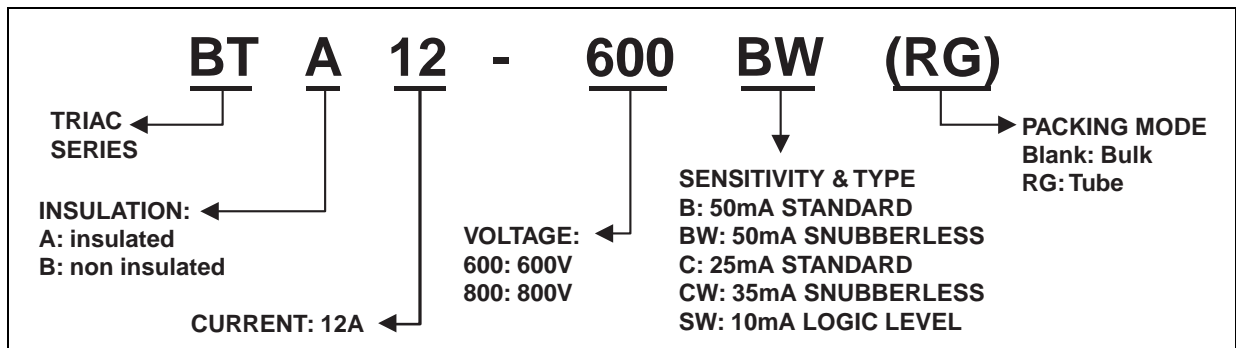 BT A 12 - 600 BW (RG)
TRIAC
SERIES
INSULATION:
A: insulated
B: non insulated
CURRENT: 12A
VOLTAGE:
600: 600V
800: 800V
SENSITIVITY & TYPE
B: 50mA STANDARD
BW: 50mA SNUBBERLESS
C: 25mA STANDARD
CW: 35mA SNUBBERLESS
SW: 10mA LOGIC LEVEL
PACKING MODE
Blank: Bulk
RG: Tube